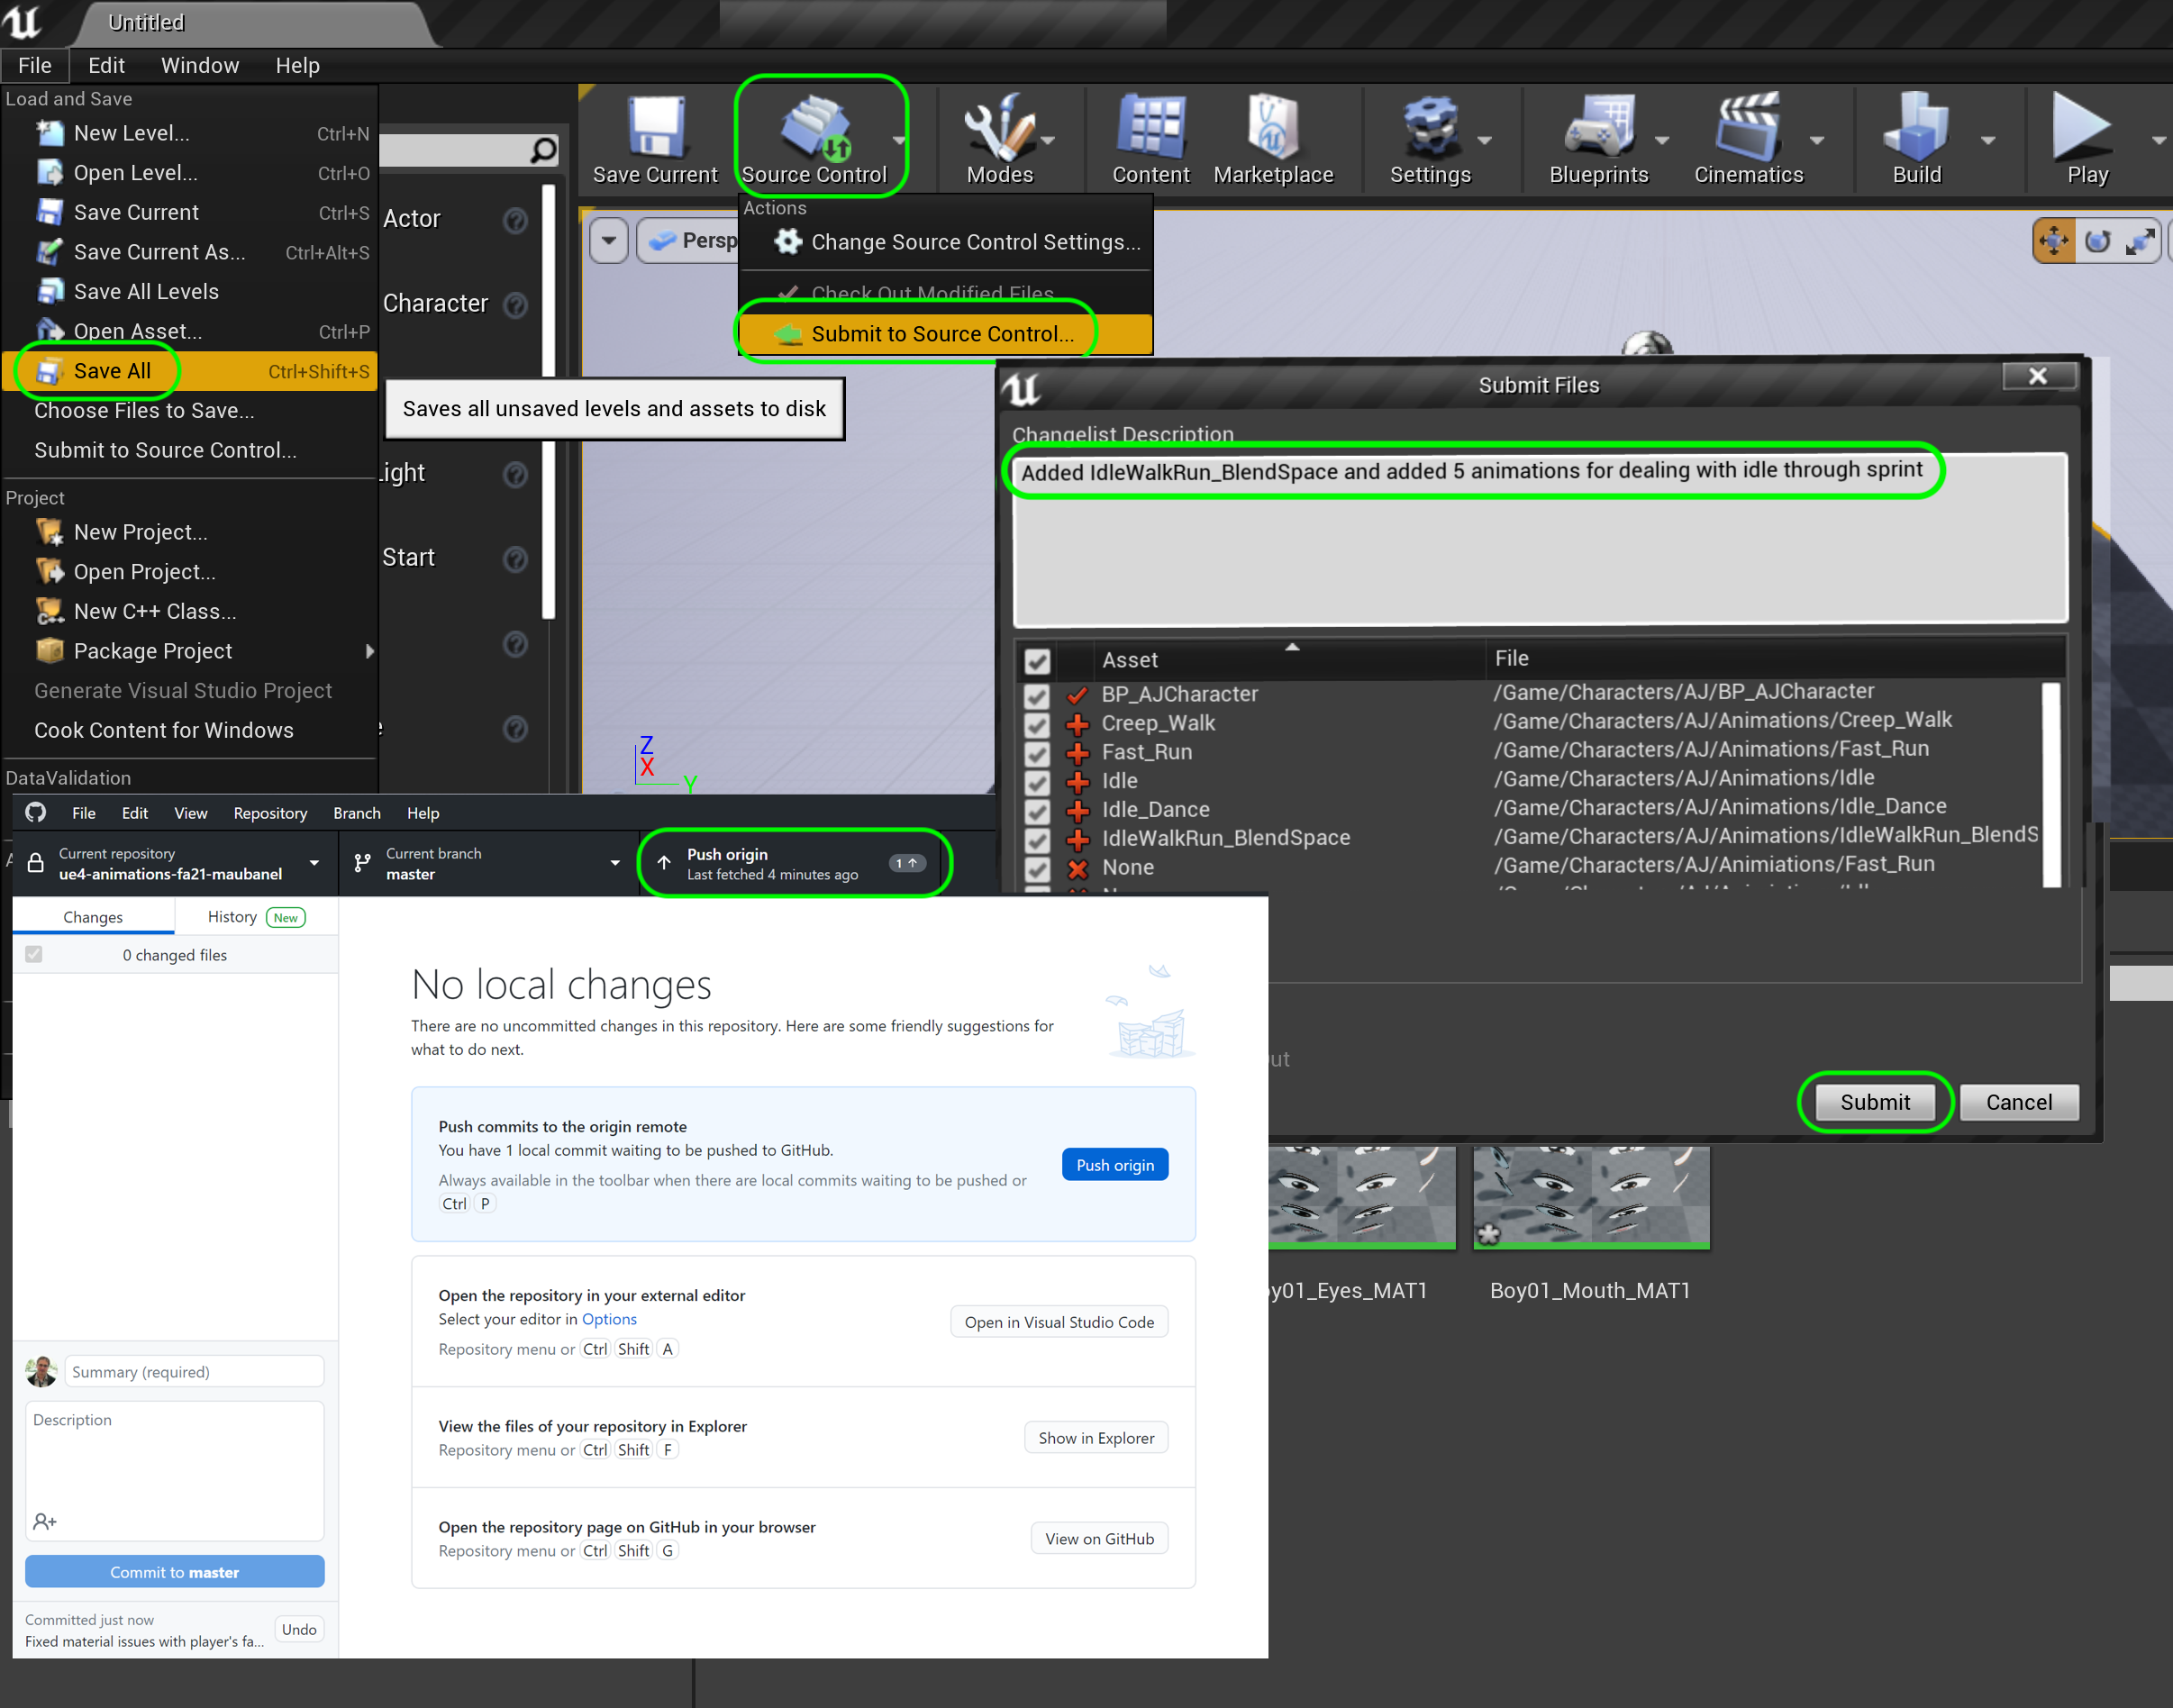 Untitled
File Edit Window Help
Load and Save
New Level... Ctrl+N
Open Level... Ctrl+O
Save Current Ctrl+S
Save Current As... Ctrl+Alt+S
Save All Levels
Open Asset... Ctrl+P
Save All Ctrl+Shift+S
Choose Files to Save...
Submit to Source Control...
Project
New Project...
Open Project...
New C++ Class...
Package Project
Generate Visual Studio Project
Cook Content for Windows
DataValidation
Actor
Character
Light
Start
Saves all unsaved levels and assets to disk
Save Current
Source Control
Modes
Content
Marketplace
Settings
Blueprints
Cinematics
Build
Play
Persp
Actions
Change Source Control Settings...
Check Out Modified Files
Submit to Source Control...
Z
X
Y
Submit Files
Changelist Description
Added IdleWalkRun_BlendSpace and added 5 animations for dealing with idle through sprint
Asset File
BP_AJCharacter /Game/Characters/AJ/BP_AJCharacter
Creep_Walk /Game/Characters/AJ/Animations/Creep_Walk
Fast_Run /Game/Characters/AJ/Animations/Fast_Run
Idle /Game/Characters/AJ/Animations/Idle
Idle_Dance /Game/Characters/AJ/Animations/Idle_Dance
IdleWalkRun_BlendSpace /Game/Characters/AJ/Animations/IdleWalkRun_BlendS
None /Game/Characters/AJ/Animiations/Fast_Run
Submit Cancel
File Edit View Repository Branch Help
Current repository
ue4-animations-fa21-maubanel
Current branch
master
Push origin
Last fetched 4 minutes ago
1
Changes
History New
0 changed files
No local changes
There are no uncommitted changes in this repository. Here are some friendly suggestions for
what to do next.
Push commits to the origin remote
You have 1 local commit waiting to be pushed to GitHub.
Always available in the toolbar when there are local commits waiting to be pushed or
Ctrl P
Push origin
Open the repository in your external editor
Select your editor in Options
Repository menu or Ctrl Shift A
Open in Visual Studio Code
View the files of your repository in Explorer
Repository menu or Ctrl Shift F
Show in Explorer
Open the repository page on GitHub in your browser
Repository menu or Ctrl Shift G
View on GitHub
Summary (required)
Description
Commit to master
Committed just now
Fixed material issues with player's fa...
Undo
oy01_Eyes_MAT1
Boy01_Mouth_MAT1